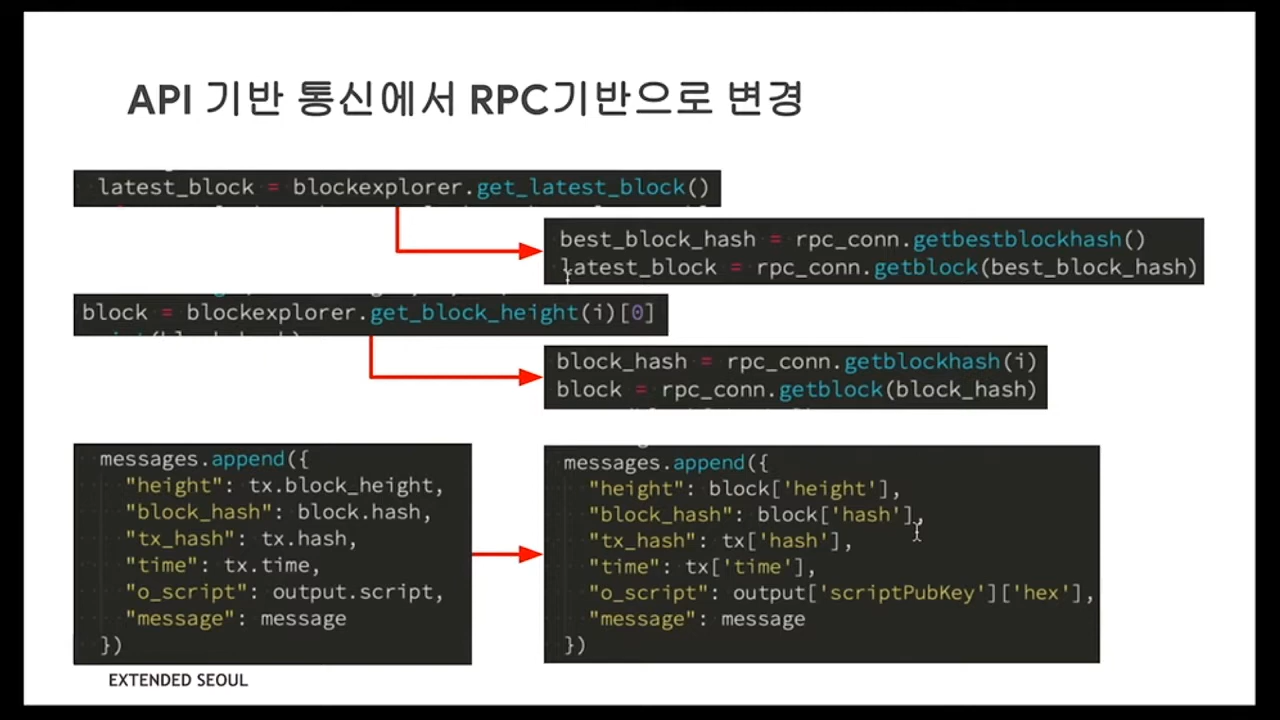 API 기반 통신에서 RPC기반으로 변경
latest_block = blockexplorer.get_latest_block()
best_block_hash = rpc_conn.getbestblockhash()
latest_block = rpc_conn.getblock(best_block_hash)
block = blockexplorer.get_block_height(i)[0]
block_hash = rpc_conn.getblockhash(i)
block = rpc_conn.getblock(block_hash)
messages.append({
"height": tx.block_height,
"block_hash": block.hash,
"tx_hash": tx.hash,
"time": tx.time,
"o_script": output.script,
"message": message
})
messages.append({
"height": block['height'],
"block_hash": block['hash'],
"tx_hash": tx['hash'],
"time": tx['time'],
"o_script": output['scriptPubKey']['hex'],
"message": message
})
EXTENDED SEOUL